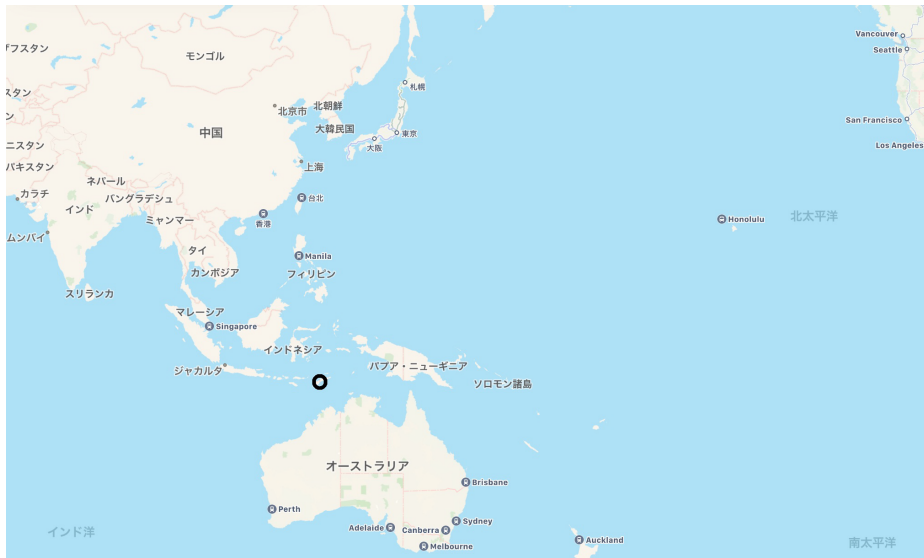 ザフスタン
モンゴル
Vancouver
Seattle
札幌
スタン
北京市
北朝鮮
ン
中国
大韓民国
東京
San Francisco
大阪
ニスタン
Los Angeles
パキスタン
上海
ネパール
カラチ
バングラデシュ
台北
インド
ミャンマー
香港
Honolulu
北太平洋
ムンバイ
タイ
Manila
カンボジア
フィリピン
スリランカ
マレーシア
Singapore
インドネシア
ジャカルタ
パプア・ニューギニア
ソロモン諸島
オーストラリア
Brisbane
Perth
Sydney
Adelaide
Canberra
インド洋
Auckland
南太平洋
Melbourne